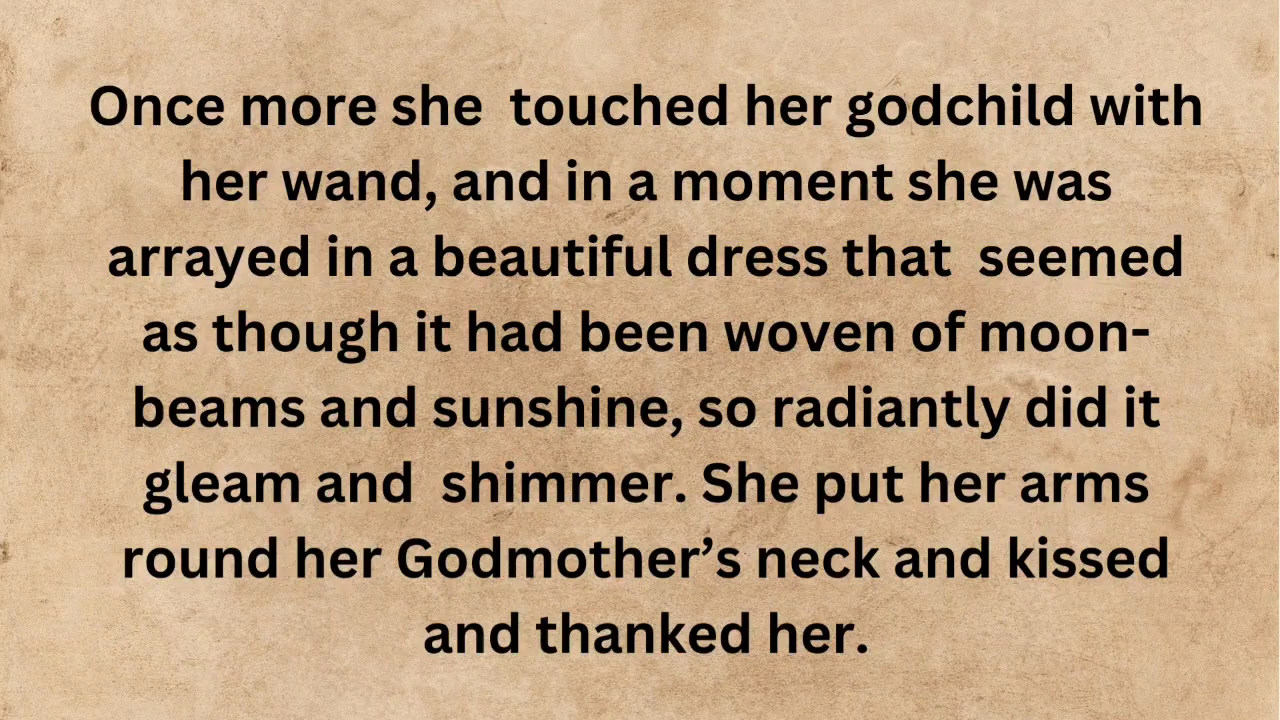 Once more she  touched her godchild with
her wand, and in a moment she was
arrayed in a beautiful dress that  seemed
as though it had been woven of moon-
beams and sunshine, so radiantly did it
gleam and  shimmer. She put her arms
round her Godmother’s neck and kissed
and thanked her.